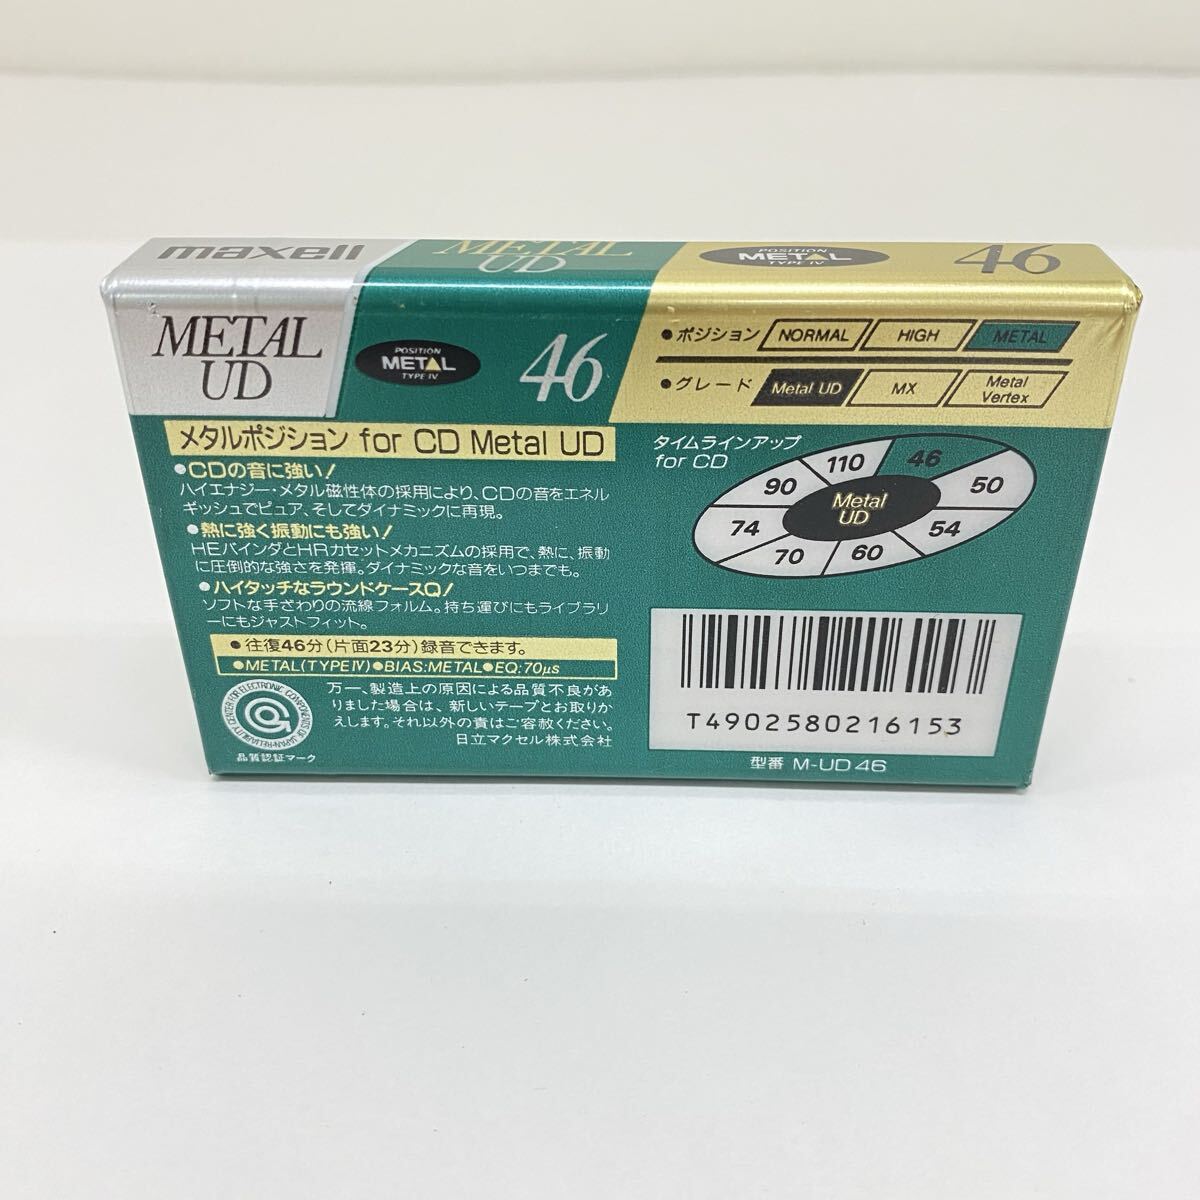 maxell
METAL
UD
POSITION
METAL
TYPE IV
46
METAL
UD
POSITION
METAL
TYPE IV
46
●ポジション NORMAL HIGH METAL
●グレード Metal UD MX Metal Vertex
メタルポジション for CD Metal UD
●CDの音に強い!
ハイエナジー・メタル磁性体の採用により、CDの音をエネル
ギッシュでピュア、そしてダイナミックに再現。
●熱に強く振動にも強い!
HEバインダとHRカセットメカニズムの採用で、熱に、振動
に圧倒的な強さを発揮。ダイナミックな音をいつまでも。
●ハイタッチなラウンドケースQ!
ソフトな手ざわりの流線フォルム。持ち運びにもライブラリ
ーにもジャストフィット。
●往復46分(片面23分)録音できます。
●METAL(TYPEⅣ)●BIAS:METAL●EQ:70μs
RELIABILITY CENTER FOR ELECTRONIC COMPONENTS OF JAPAN
品質認証マーク
万一、製造上の原因による品質不良があ
りました場合は、新しいテープとお取りか
えします。それ以外の責はご容赦ください。
日立マクセル株式会社
タイムラインアップ
for CD
110
46
50
54
60
70
74
90
Metal
UD
T4902580216153
型番 M-UD46